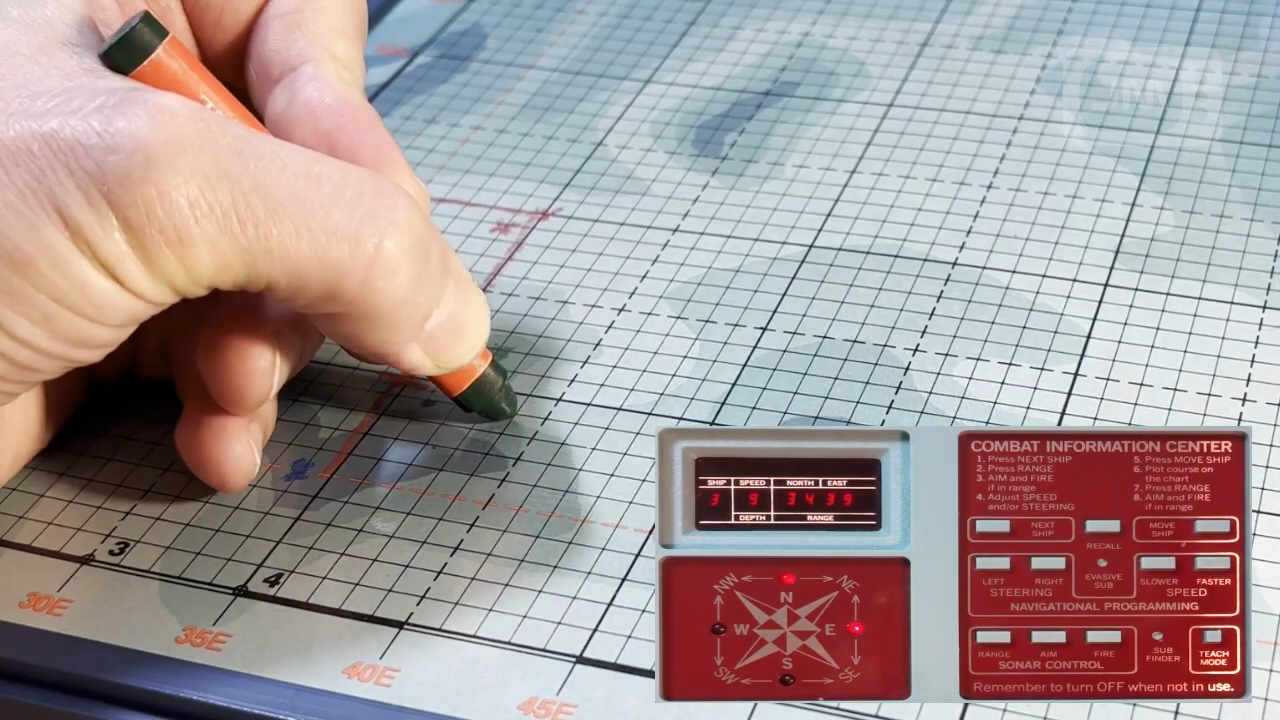 3
4
30E
35E
40E
45E
SHIP SPEED NORTH EAST
3 9 34 39
DEPTH RANGE
NW NE
N
W E
S
SW SE
COMBAT INFORMATION CENTER
1. Press NEXT SHIP
2. Press RANGE
3. AIM and FIRE
if in range
4. Adjust SPEED
and/or STEERING
5. Press MOVE SHIP
6. Plot course on
the chart
7. Press RANGE
8. AIM and FIRE
if in range
NEXT
SHIP
RECALL
MOVE
SHIP
LEFT RIGHT
STEERING
EVASIVE
SUB
SLOWER FASTER
SPEED
NAVIGATIONAL PROGRAMMING
RANGE AIM FIRE
SONAR CONTROL
SUB
FINDER
TEACH
MODE
Remember to turn OFF when not in use.